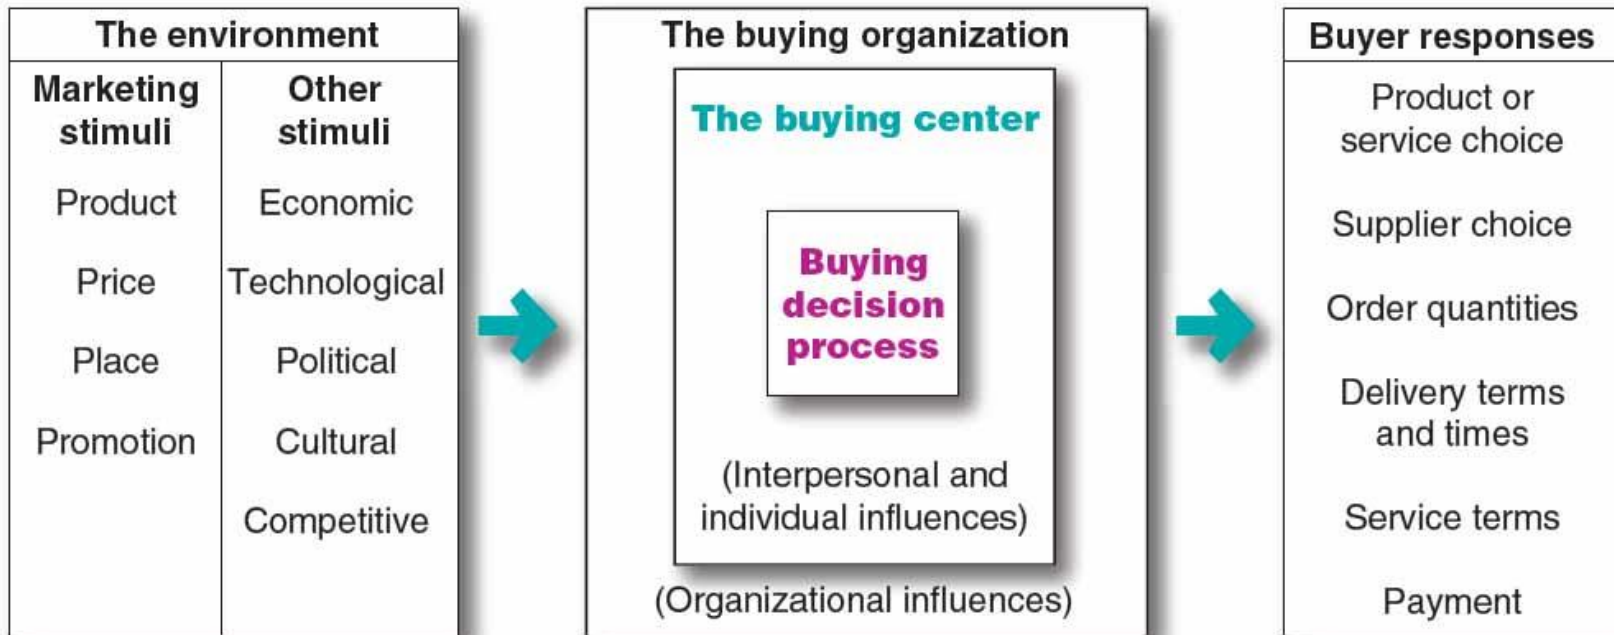 The environment
Marketing
stimuli
Product
Price
Place
Promotion
Other
stimuli
Economic
Technological
Political
Cultural
Competitive
The buying organization
The buying center
Buying
decision
process
(Interpersonal and
individual influences)
(Organizational influences)
Buyer responses
Product or
service choice
Supplier choice
Order quantities
Delivery terms
and times
Service terms
Payment